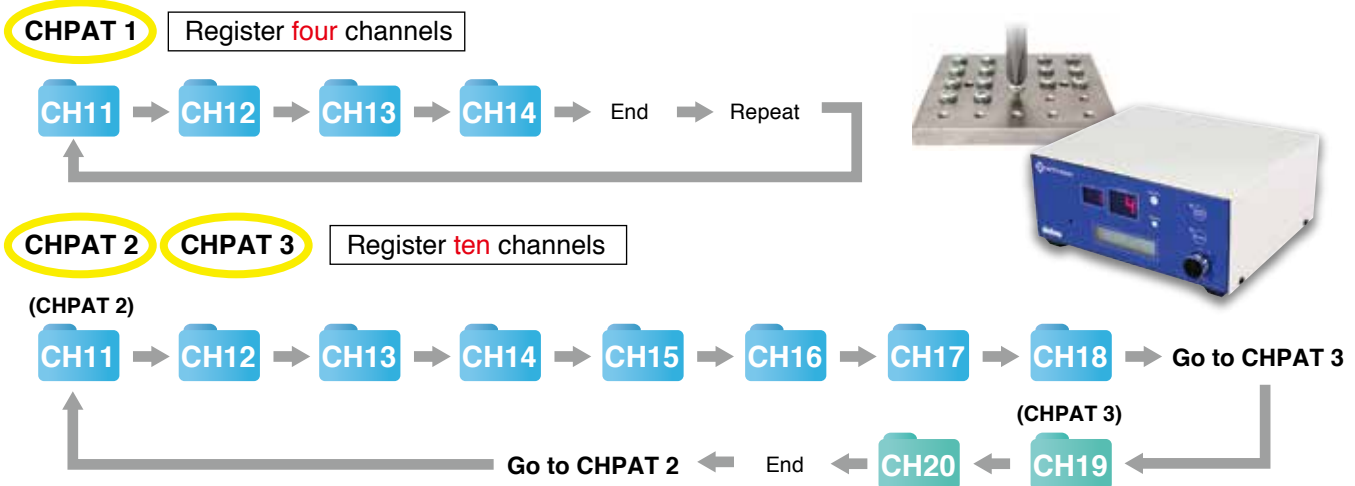 CHPAT 1 Register four channels
CH11 CH12 CH13 CH14 End Repeat
CHPAT 2 CHPAT 3 Register ten channels
(CHPAT 2)
CH11 CH12 CH13 CH14 CH15 CH16 CH17 CH18 Go to CHPAT 3
(CHPAT 3)
Go to CHPAT 2 End CH20 CH19
4